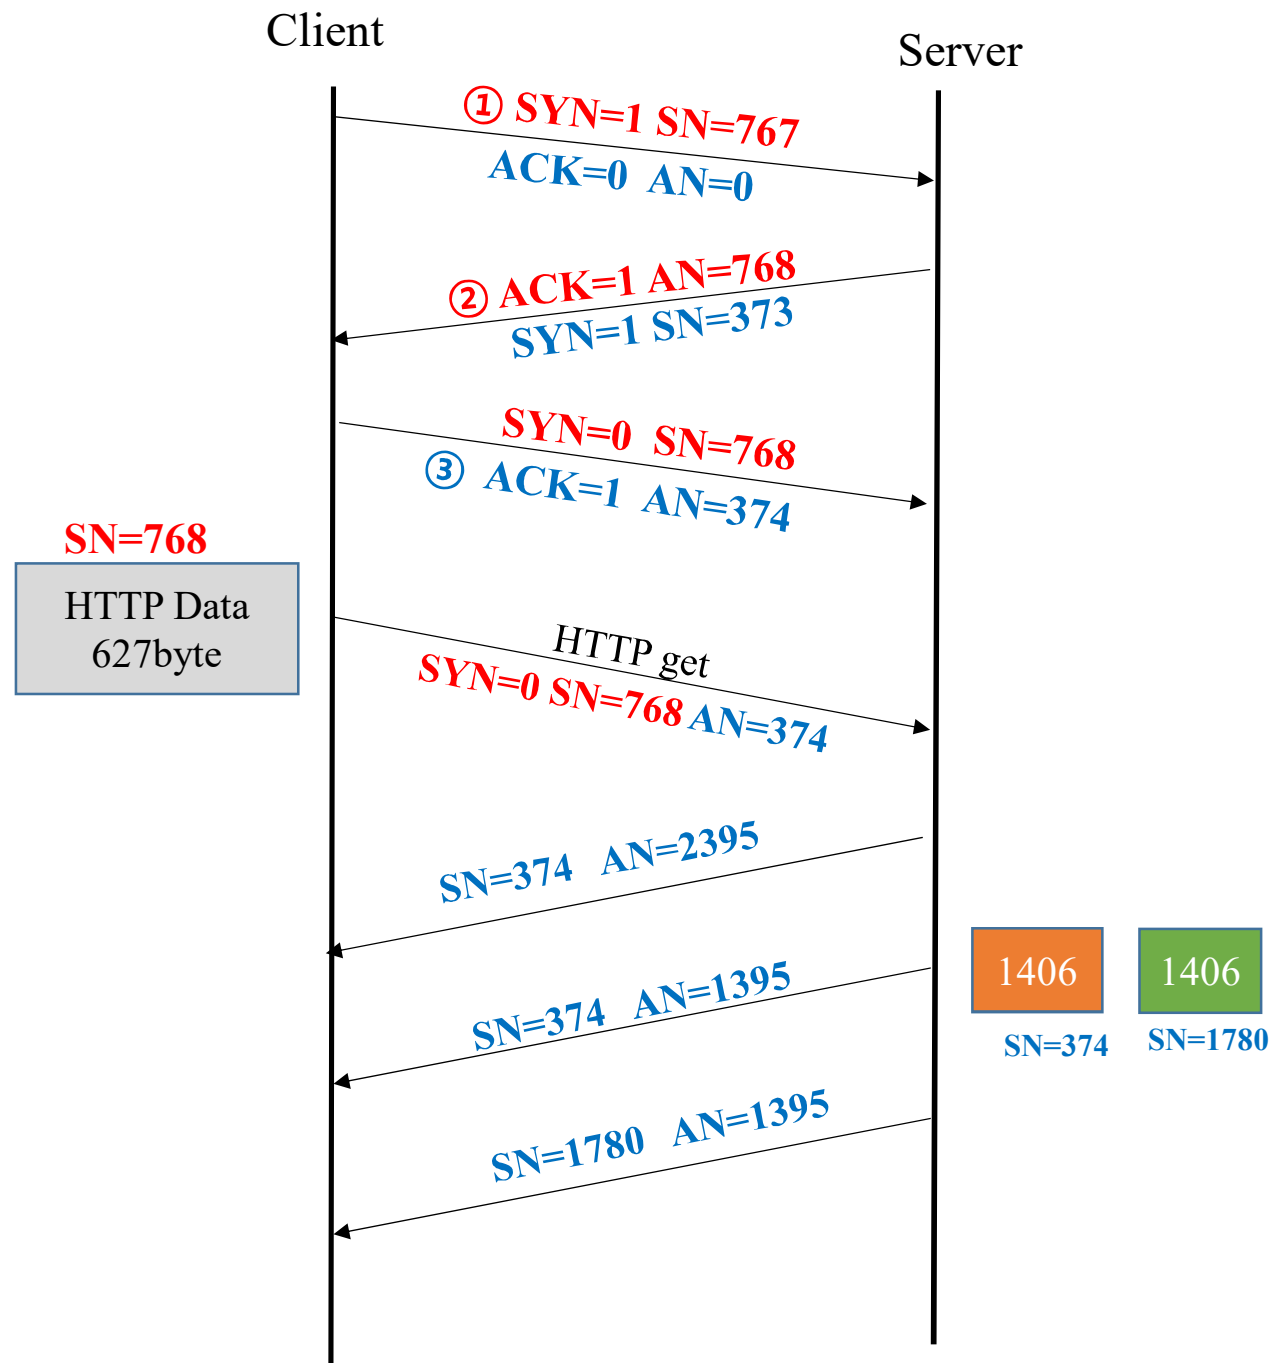 Client
Server
① SYN=1 SN=767
ACK=0 AN=0
② ACK=1 AN=768
SYN=1 SN=373
SYN=0 SN=768
③ ACK=1 AN=374
SN=768
HTTP Data
627byte
HTTP get
SYN=0 SN=768 AN=374
SN=374 AN=2395
1406
1406
SN=374 AN=1395
SN=374
SN=1780
SN=1780 AN=1395